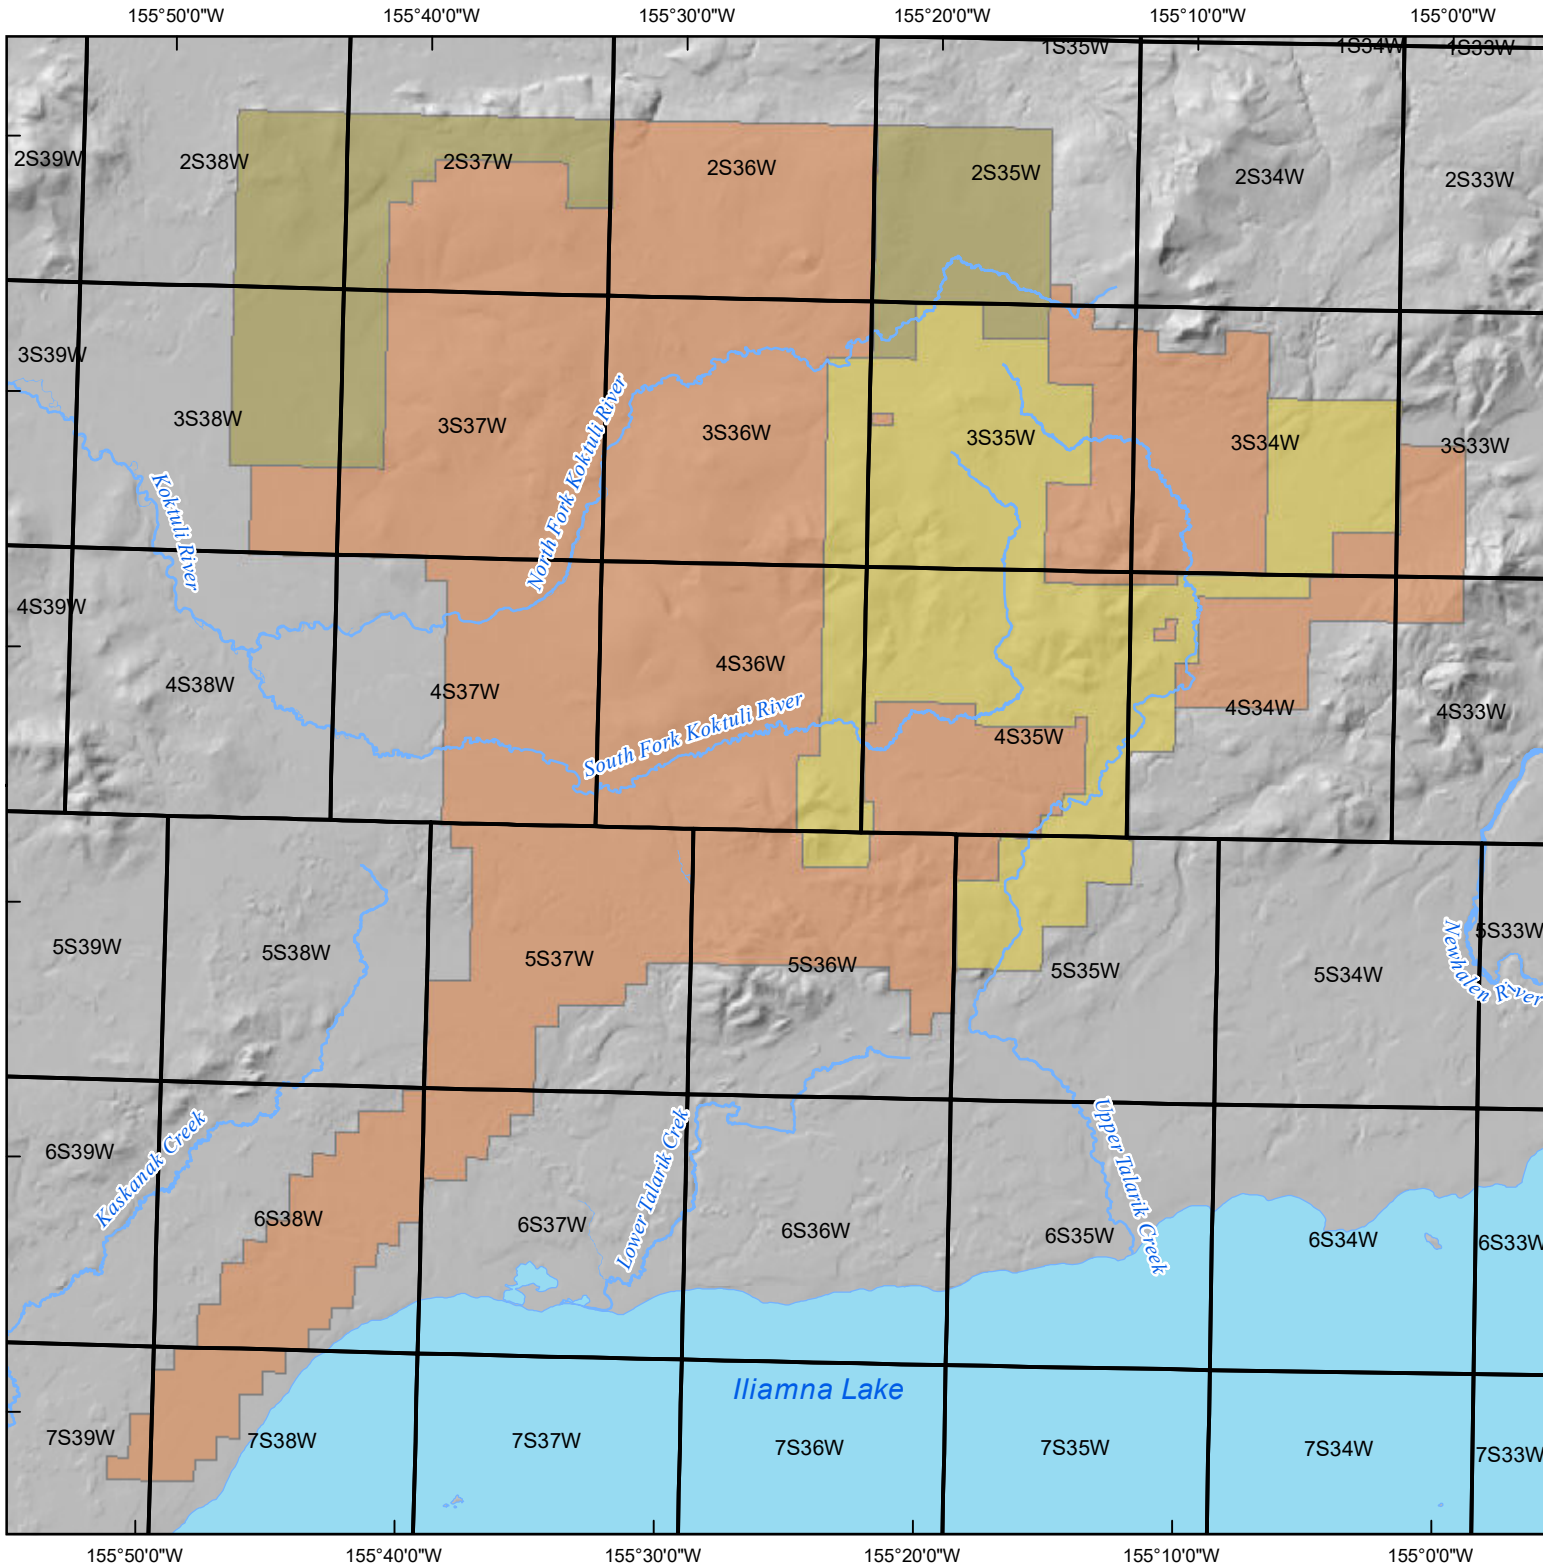 155°50'0"W 155°40'0"W 155°30'0"W 155°20'0"W 155°10'0"W 155°0'0"W
1S35W 1S34W 1S33W
2S39W 2S38W 2S37W 2S36W 2S35W 2S34W 2S33W
3S39W
3S38W 3S37W 3S36W 3S35W 3S34W 3S33W
North Fork Koktuli River
Koktuli River
4S39W
4S38W 4S37W 4S36W 4S35W 4S34W 4S33W
South Fork Koktuli River
5S39W 5S38W 5S37W 5S36W 5S35W 5S34W 5S33W
Newhalen River
6S39W
Kaskanak Creek
Lower Talarik Crek
Upper Talarik Creek
6S38W 6S37W 6S36W 6S35W 6S34W 6S33W
Iliamna Lake
7S39W 7S38W 7S37W 7S36W 7S35W 7S34W 7S33W
155°50'0"W 155°40'0"W 155°30'0"W 155°20'0"W 155°10'0"W 155°0'0"W